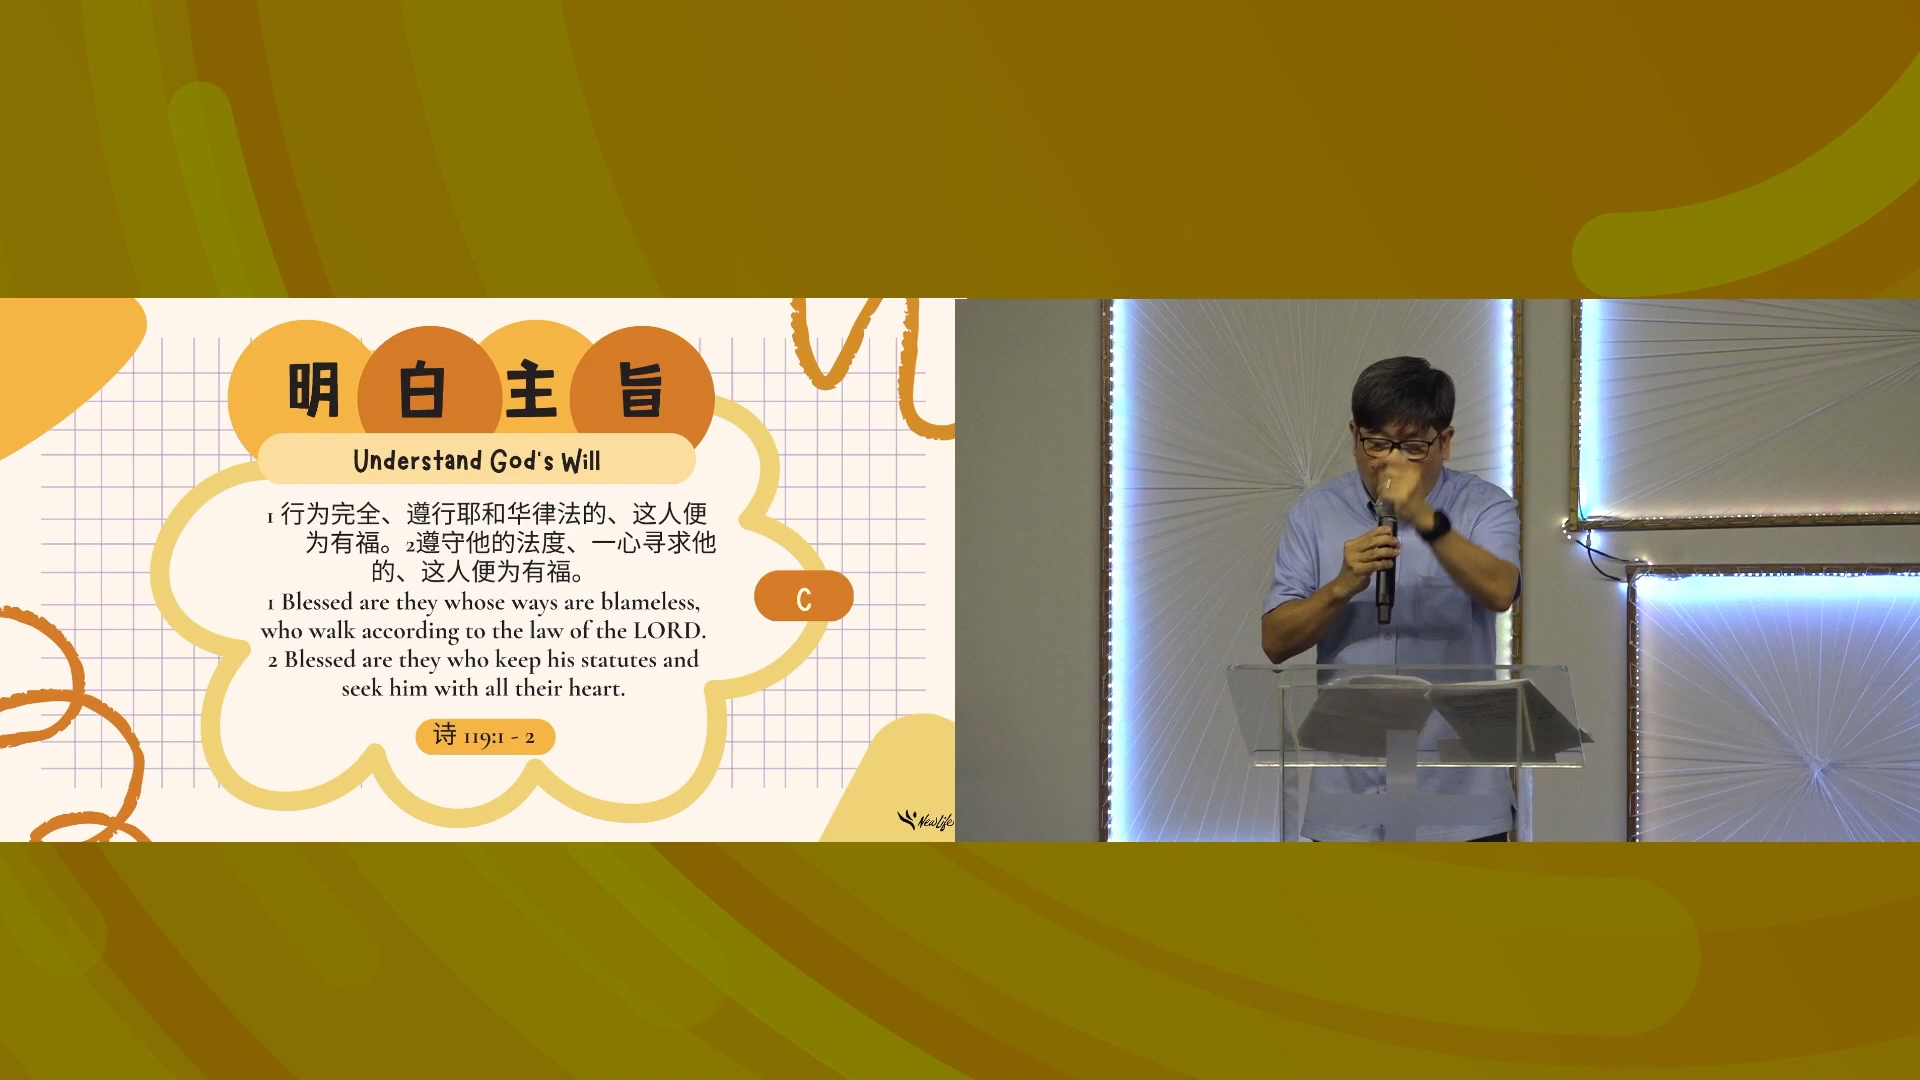 明白主旨
Understand God's Will
1 行为完全、遵行耶和华律法的、这人便
为有福。2遵守他的法度、一心寻求他
的、这人便为有福。
1 Blessed are they whose ways are blameless,
who walk according to the law of the LORD.
2 Blessed are they who keep his statutes and
seek him with all their heart.
C
诗 119:1 - 2
NewLife